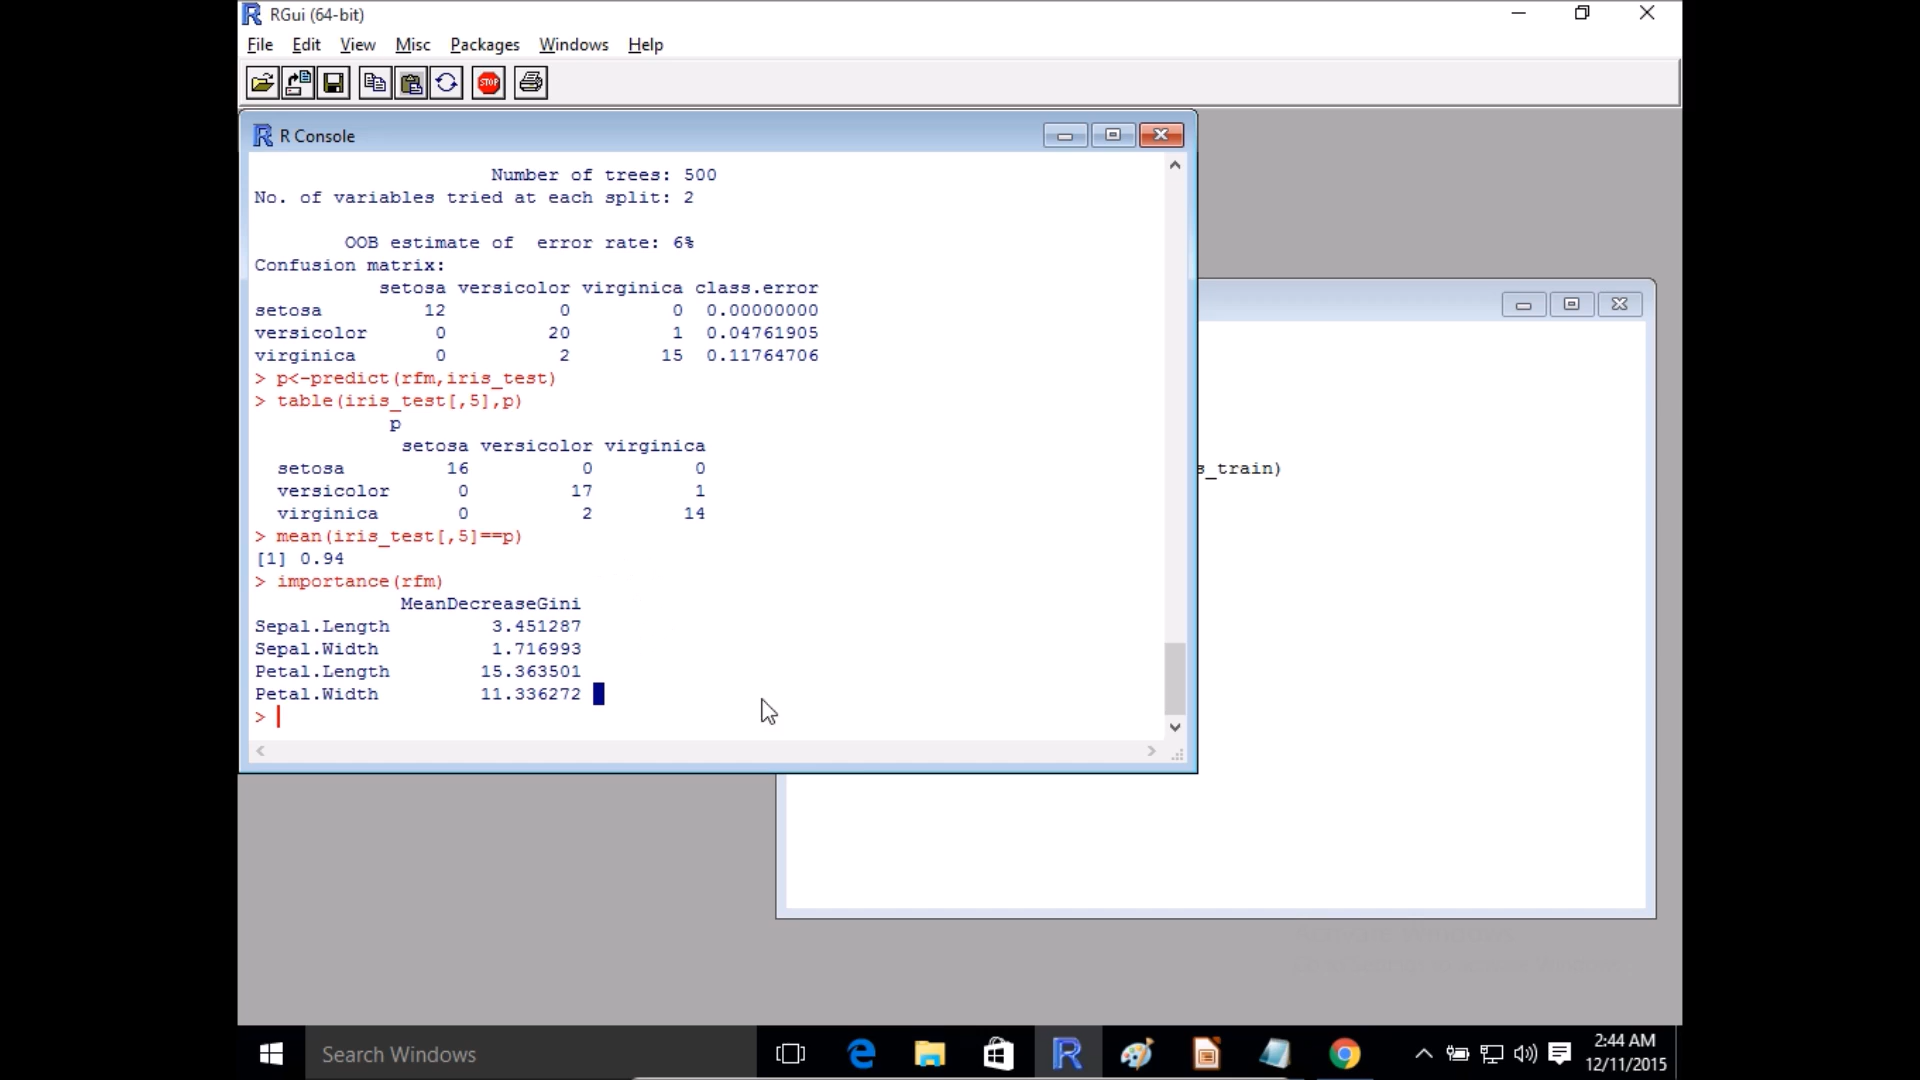 RGui (64-bit)
File Edit View Misc Packages Windows Help
STOP
R Console
Number of trees: 500
No. of variables tried at each split: 2
OOB estimate of  error rate: 6%
Confusion matrix:
setosa versicolor virginica class.error
setosa 12 0 0 0.00000000
versicolor 0 20 1 0.04761905
virginica 0 2 15 0.11764706
> p<-predict(rfm,iris_test)
> table(iris_test[,5],p)
p
setosa versicolor virginica
setosa 16 0 0
versicolor 0 17 1
virginica 0 2 14
> mean(iris_test[,5]==p)
[1] 0.94
> importance(rfm)
MeanDecreaseGini
Sepal.Length 3.451287
Sepal.Width 1.716993
Petal.Length 15.363501
Petal.Width 11.336272
>
s_train)
Search Windows
2:44 AM
12/11/2015